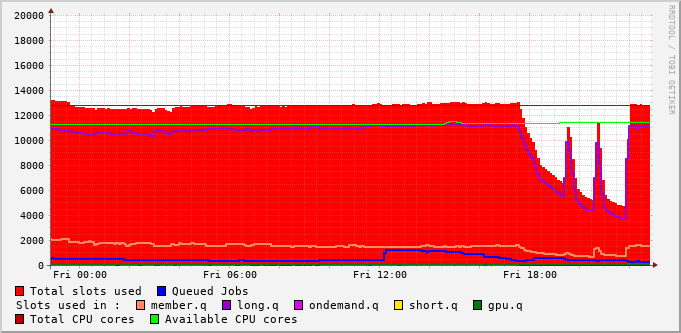 20000
18000
16000
14000
12000
10000
8000
6000
4000
2000
0
Fri 00:00 Fri 06:00 Fri 12:00 Fri 18:00
Total slots used Queued Jobs
Slots used in : member.q long.q ondemand.q short.q gpu.q
Total CPU cores Available CPU cores
RRDTOOL / TOBI OETIKER